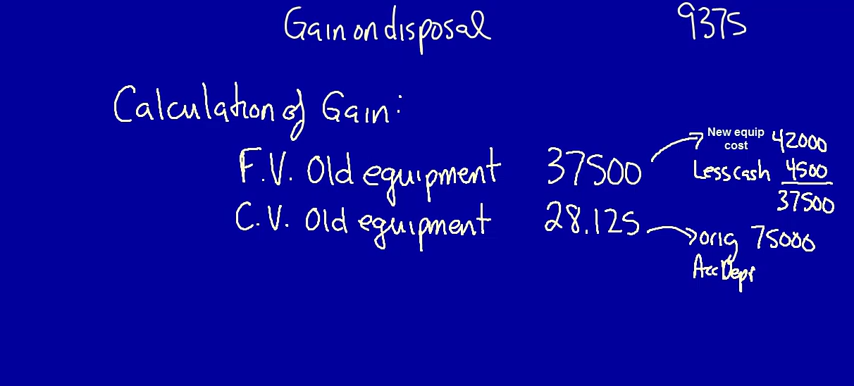 Gain on disposal 9375
Calculation of Gain:
New equip cost 42000
F.V. Old equipment 37500
Less cash 4500
37500
C.V. Old equipment 28.125
orig 75000
Acc Depr